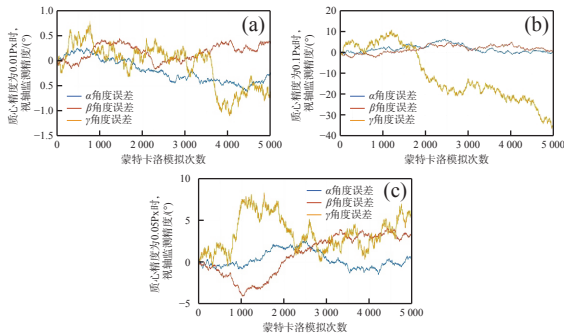 (a)
质心精度为0.01Px时，
视轴监测精度/(°)
1.0
0.5
0
-0.5
-1.0
-1.5
α角度误差
β角度误差
γ角度误差
0
1 000
2 000
3 000
4 000
5 000
蒙特卡洛模拟次数
(b)
质心精度为0.1Px时，
视轴监测精度/(°)
20
10
0
-10
-20
-30
-40
α角度误差
β角度误差
γ角度误差
0
1 000
2 000
3 000
4 000
5 000
蒙特卡洛模拟次数
(c)
质心精度为0.05Px时，
视轴监测精度/(°)
10
5
0
-5
α角度误差
β角度误差
γ角度误差
0
1 000
2 000
3 000
4 000
5 000
蒙特卡洛模拟次数